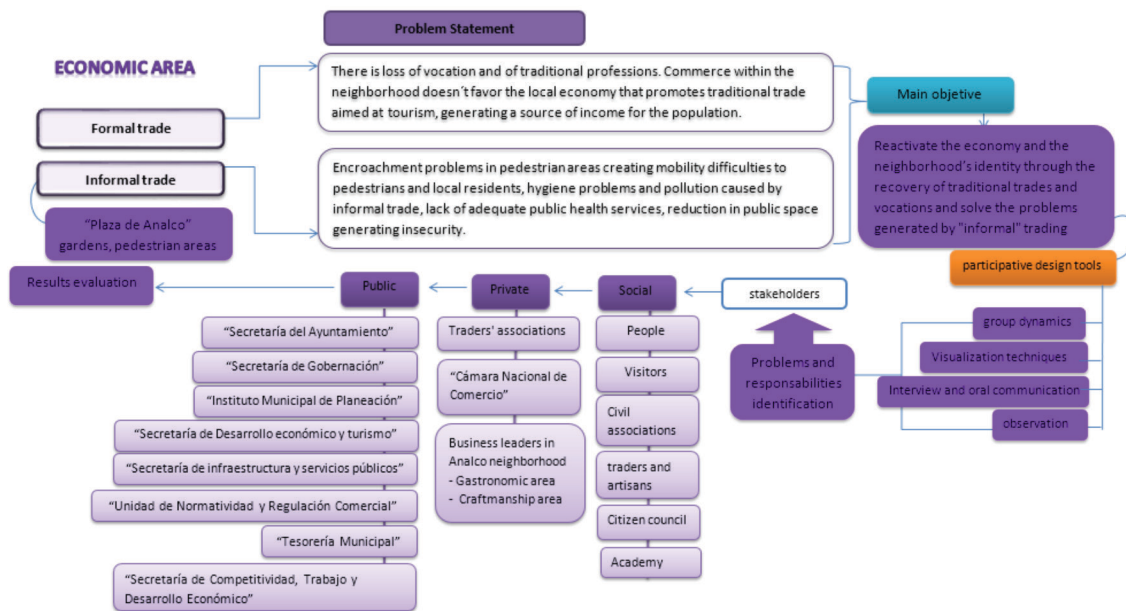 Problem Statement
ECONOMIC AREA
There is loss of vocation and of traditional professions. Commerce within the
neighborhood doesn´t favor the local economy that promotes traditional trade
aimed at tourism, generating a source of income for the population.
Main objetive
Formal trade
Informal trade
Encroachment problems in pedestrian areas creating mobility difficulties to
pedestrians and local residents, hygiene problems and pollution caused by
informal trade, lack of adequate public health services, reduction in public space
generating insecurity.
Reactivate the economy and the
neighborhood's identity through the
recovery of traditional trades and
vocations and solve the problems
generated by "informal" trading
"Plaza de Analco"
gardens, pedestrian areas
participative design tools
Results evaluation
Public
Private
Social
stakeholders
"Secretaría del Ayuntamiento"
"Secretaría de Gobernación"
"Instituto Municipal de Planeación"
"Secretaría de Desarrollo económico y turismo"
"Secretaría de infraestructura y servicios públicos"
"Unidad de Normatividad y Regulación Comercial"
"Tesorería Municipal"
"Secretaría de Competitividad, Trabajo y
Desarrollo Económico"
Traders' associations
"Cámara Nacional de
Comercio"
Business leaders in
Analco neighborhood
- Gastronomic area
- Craftmanship area
People
Visitors
Civil
associations
traders and
artisans
Citizen council
Academy
Problems and
responsabilities
identification
group dynamics
Visualization techniques
Interview and oral communication
observation